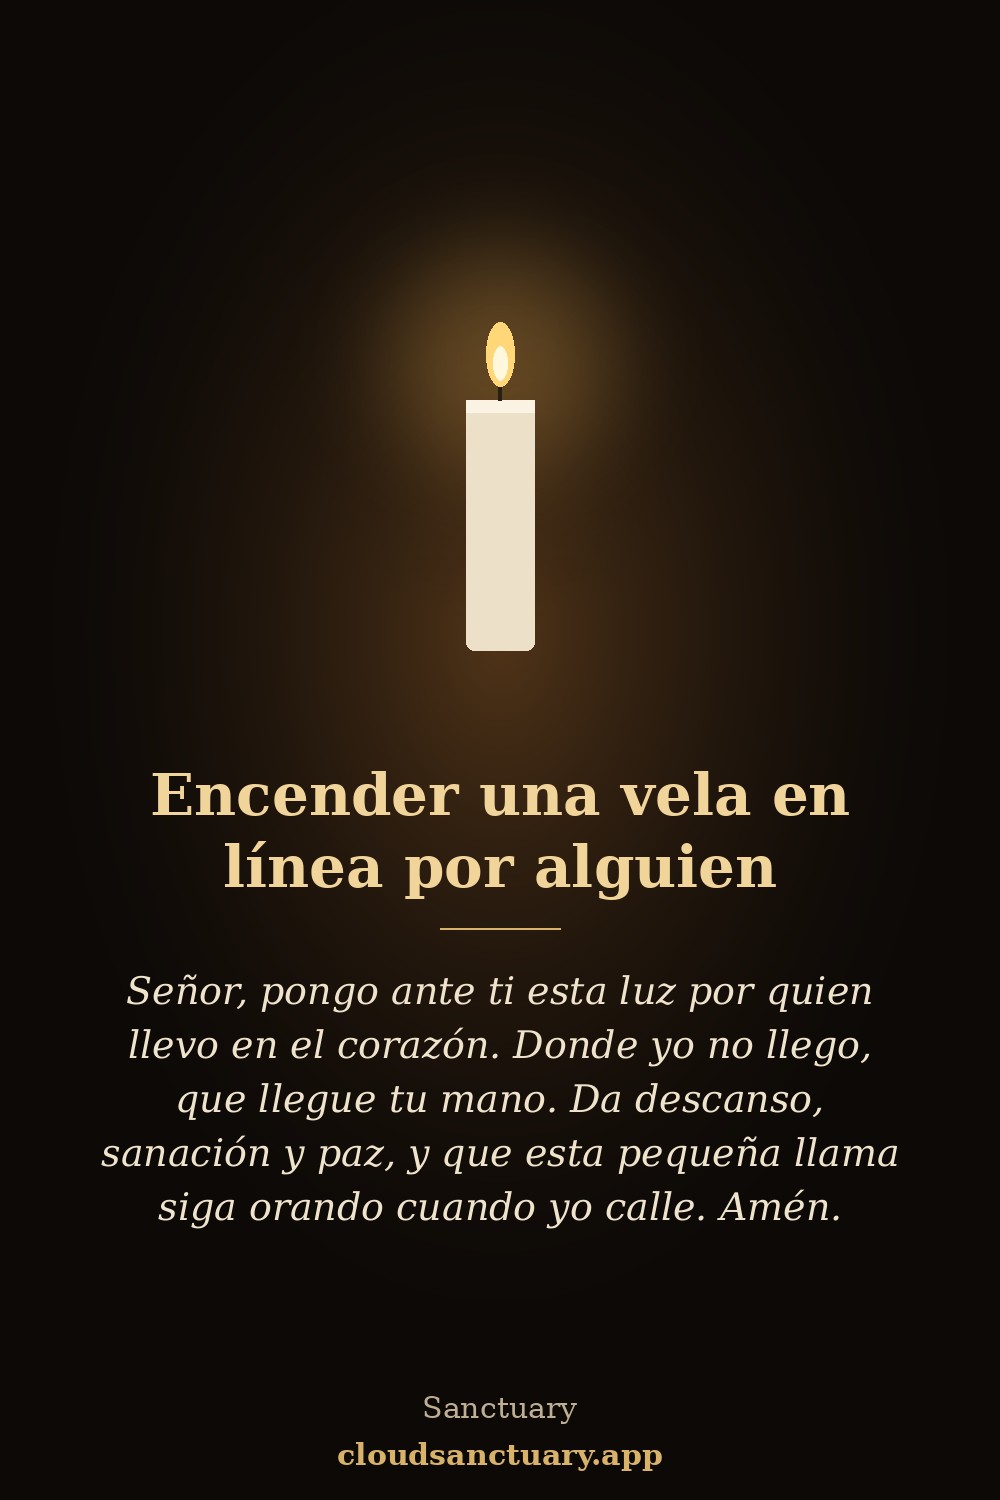 Encender una vela en
línea por alguien
Señor, pongo ante ti esta luz por quien
llevo en el corazón. Donde yo no llego,
que llegue tu mano. Da descanso,
sanación y paz, y que esta pequeña llama
siga orando cuando yo calle. Amén.
Sanctuary
cloudsanctuary.app